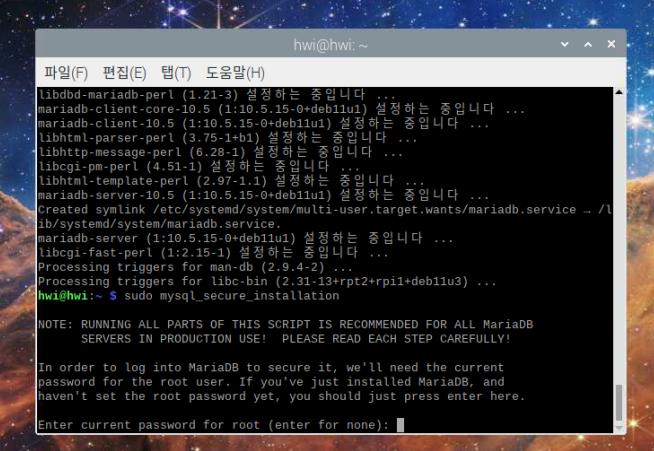 hwi@hwi: ~
파일(F) 편집(E) 탭(T) 도움말(H)
libdbd-mariadb-perl (1.21-3) 설정하는 중입니다 ...
mariadb-client-core-10.5 (1:10.5.15-0+deb11u1) 설정하는 중입니다 ...
mariadb-client-10.5 (1:10.5.15-0+deb11u1) 설정하는 중입니다 ...
libhtml-parser-perl (3.75-1+b1) 설정하는 중입니다 ...
libhttp-message-perl (6.28-1) 설정하는 중입니다 ...
libcgi-pm-perl (4.51-1) 설정하는 중입니다 ...
libhtml-template-perl (2.97-1.1) 설정하는 중입니다 ...
mariadb-server-10.5 (1:10.5.15-0+deb11u1) 설정하는 중입니다 ...
Created symlink /etc/systemd/system/multi-user.target.wants/mariadb.service → /l
ib/systemd/system/mariadb.service.
mariadb-server (1:10.5.15-0+deb11u1) 설정하는 중입니다 ...
libcgi-fast-perl (1:2.15-1) 설정하는 중입니다 ...
Processing triggers for man-db (2.9.4-2) ...
Processing triggers for libc-bin (2.31-13+rpt2+rpi1+deb11u3) ...
hwi@hwi:~ $ sudo mysql_secure_installation
NOTE: RUNNING ALL PARTS OF THIS SCRIPT IS RECOMMENDED FOR ALL MariaDB
SERVERS IN PRODUCTION USE!  PLEASE READ EACH STEP CAREFULLY!
In order to log into MariaDB to secure it, we'll need the current
password for the root user. If you've just installed MariaDB, and
haven't set the root password yet, you should just press enter here.
Enter current password for root (enter for none):